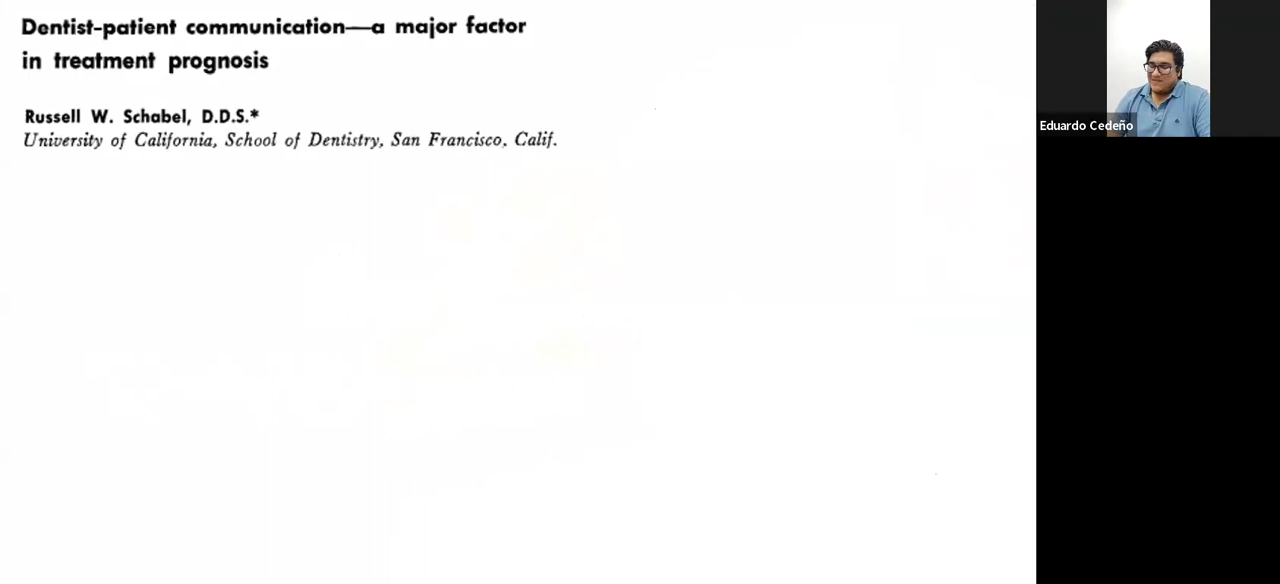 Dentist-patient communication—a major factor
in treatment prognosis
Russell W. Schabel, D.D.S.*
University of California, School of Dentistry, San Francisco, Calif.
Eduardo Cedeño